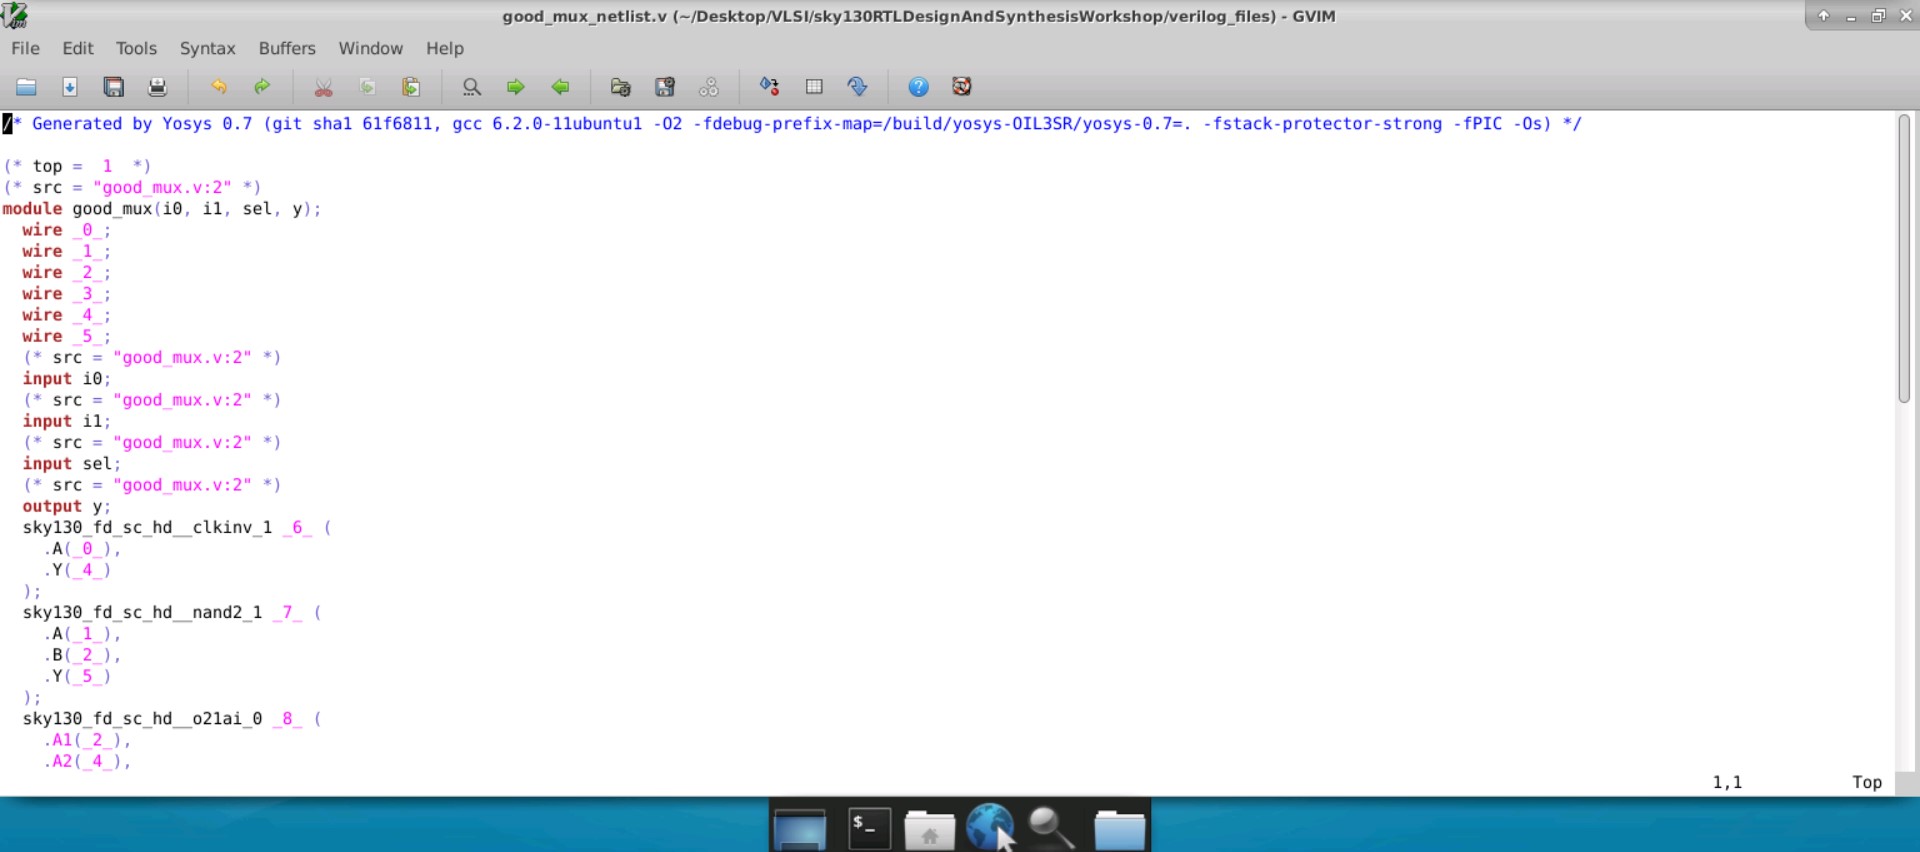 good_mux_netlist.v (~/Desktop/VLSI/sky130RTLDesignAndSynthesisWorkshop/verilog_files) - GVIM
File Edit Tools Syntax Buffers Window Help
/* Generated by Yosys 0.7 (git sha1 61f6811, gcc 6.2.0-11ubuntu1 -O2 -fdebug-prefix-map=/build/yosys-OIL3SR/yosys-0.7=. -fstack-protector-strong -fPIC -Os) */
(* top =  1  *)
(* src = "good_mux.v:2" *)
module good_mux(i0, i1, sel, y);
  wire _0_;
  wire _1_;
  wire _2_;
  wire _3_;
  wire _4_;
  wire _5_;
  (* src = "good_mux.v:2" *)
  input i0;
  (* src = "good_mux.v:2" *)
  input i1;
  (* src = "good_mux.v:2" *)
  input sel;
  (* src = "good_mux.v:2" *)
  output y;
  sky130_fd_sc_hd__clkinv_1 _6_ (
    .A(_0_),
    .Y(_4_)
  );
  sky130_fd_sc_hd__nand2_1 _7_ (
    .A(_1_),
    .B(_2_),
    .Y(_5_)
  );
  sky130_fd_sc_hd__o21ai_0 _8_ (
    .A1(_2_),
    .A2(_4_),
1,1 Top
$_